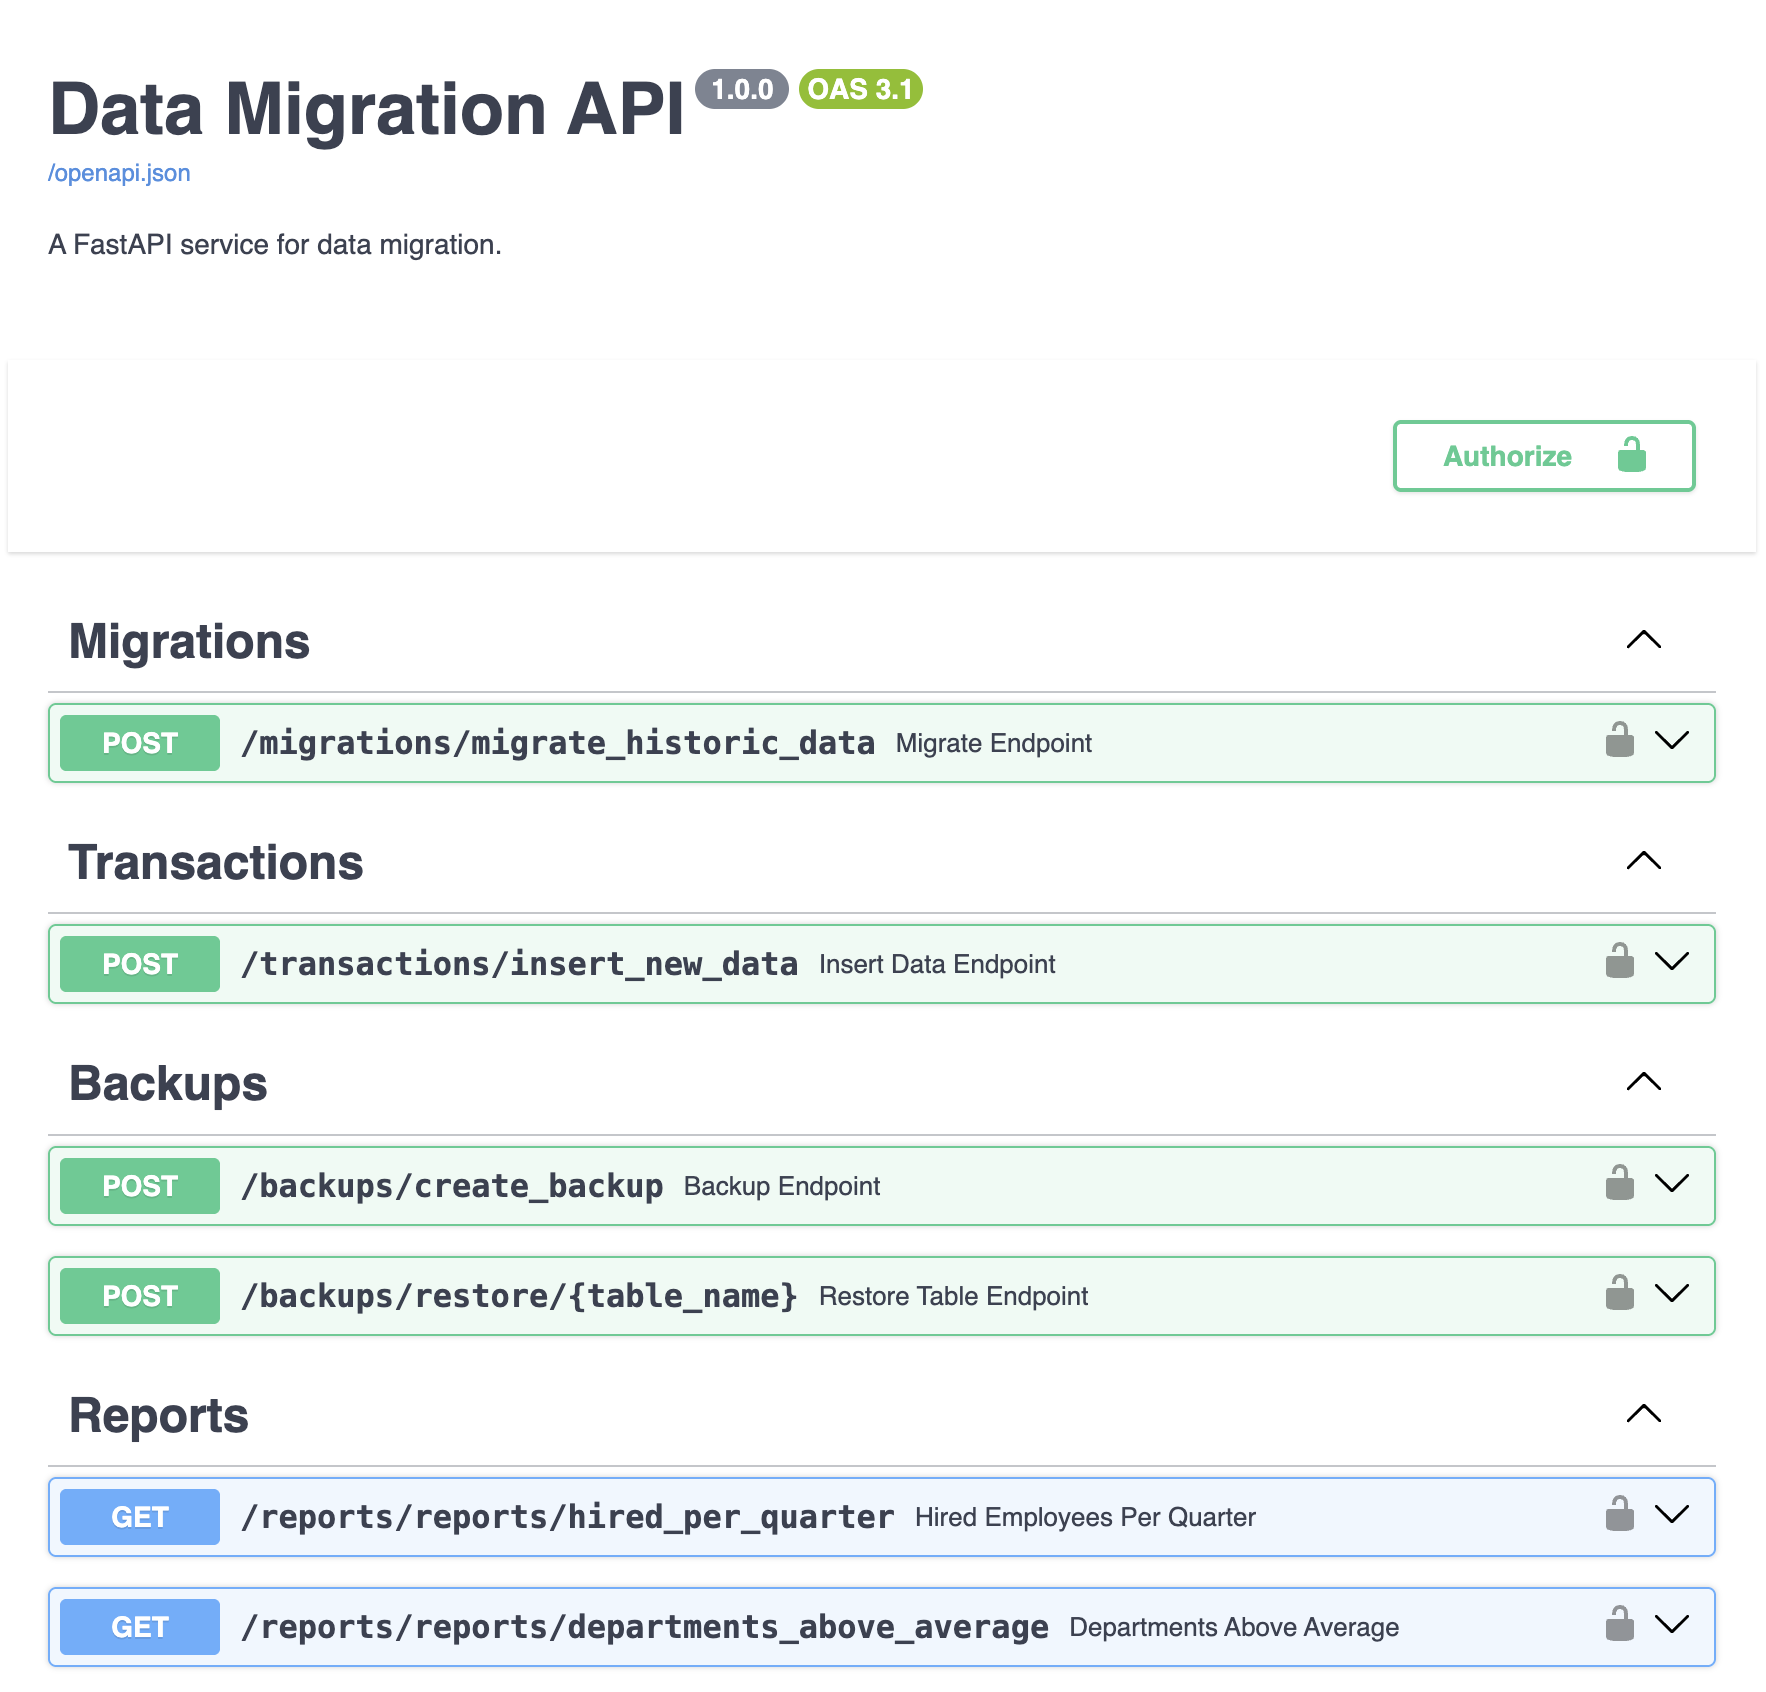 Data Migration API 1.0.0 OAS 3.1
/openapi.json
A FastAPI service for data migration.
Authorize
Migrations
POST /migrations/migrate_historic_data Migrate Endpoint
Transactions
POST /transactions/insert_new_data Insert Data Endpoint
Backups
POST /backups/create_backup Backup Endpoint
POST /backups/restore/{table_name} Restore Table Endpoint
Reports
GET /reports/reports/hired_per_quarter Hired Employees Per Quarter
GET /reports/reports/departments_above_average Departments Above Average